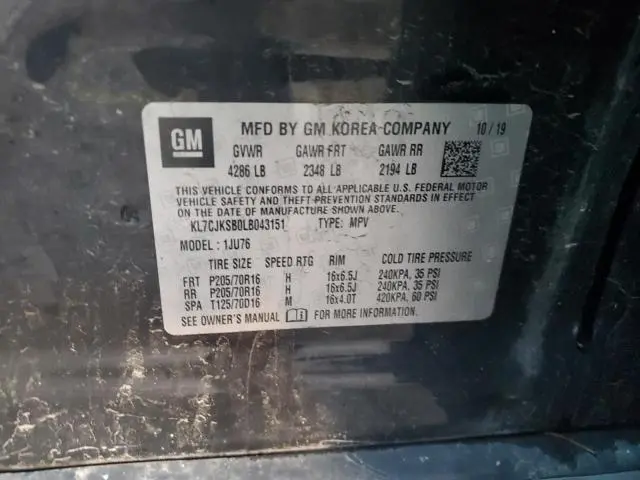 GM MFD BY GM KOREA COMPANY 10/19
GVWR GAWR FRT GAWR RR
4286 LB 2348 LB 2194 LB
THIS VEHICLE CONFORMS TO ALL APPLICABLE U.S. FEDERAL MOTOR
VEHICLE SAFETY AND THEFT PREVENTION STANDARDS IN EFFECT
ON DATE OF MANUFACTURE SHOWN ABOVE.
KL7CJKSB0LB043151 TYPE: MPV
MODEL: 1JU76
TIRE SIZE SPEED RTG RIM COLD TIRE PRESSURE
FRT P205/70R16 H 16x6.5J 240KPA, 35 PSI
RR P205/70R16 H 16x6.5J 240KPA, 35 PSI
SPA T125/70D16 M 16x4.0T 420KPA, 60 PSI
SEE OWNER'S MANUAL i FOR MORE INFORMATION